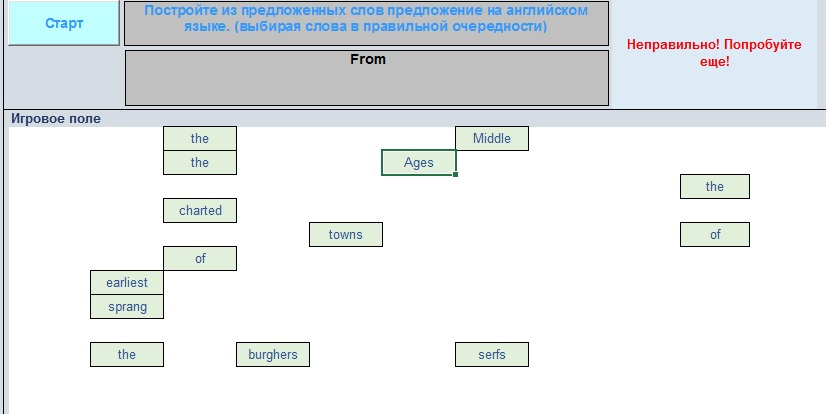 Старт
Постройте из предложенных слов предложение на английском
языке. (выбирая слова в правильной очередности)
From
Неправильно! Попробуйте
еще!
Игровое поле
the
Middle
the
Ages
the
charted
towns
of
of
earliest
sprang
the
burghers
serfs